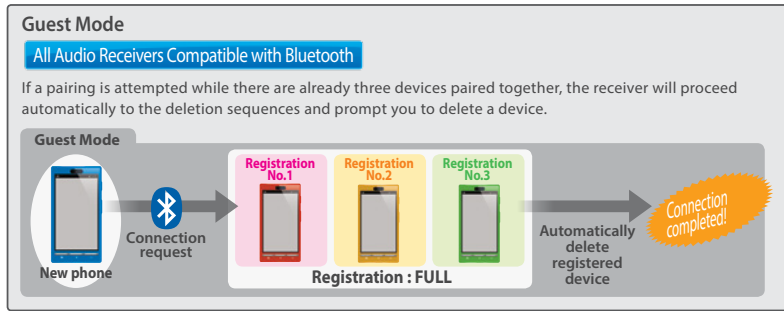 Guest Mode
All Audio Receivers Compatible with Bluetooth
If a pairing is attempted while there are already three devices paired together, the receiver will proceed
automatically to the deletion sequences and prompt you to delete a device.
Guest Mode
New phone
Connection
request
Registration
No.1
Registration
No.2
Registration
No.3
Registration : FULL
Automatically
delete
registered
device
Connection
completed!